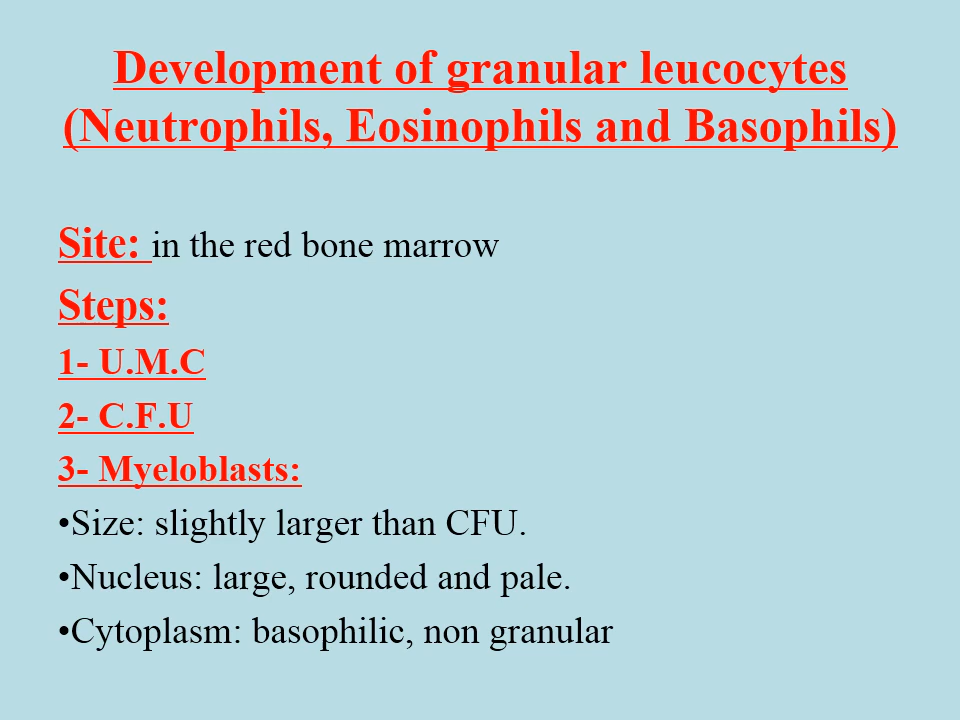 Development of granular leucocytes
(Neutrophils, Eosinophils and Basophils)
Site: in the red bone marrow
Steps:
1- U.M.C
2- C.F.U
3- Myeloblasts:
•Size: slightly larger than CFU.
•Nucleus: large, rounded and pale.
•Cytoplasm: basophilic, non granular